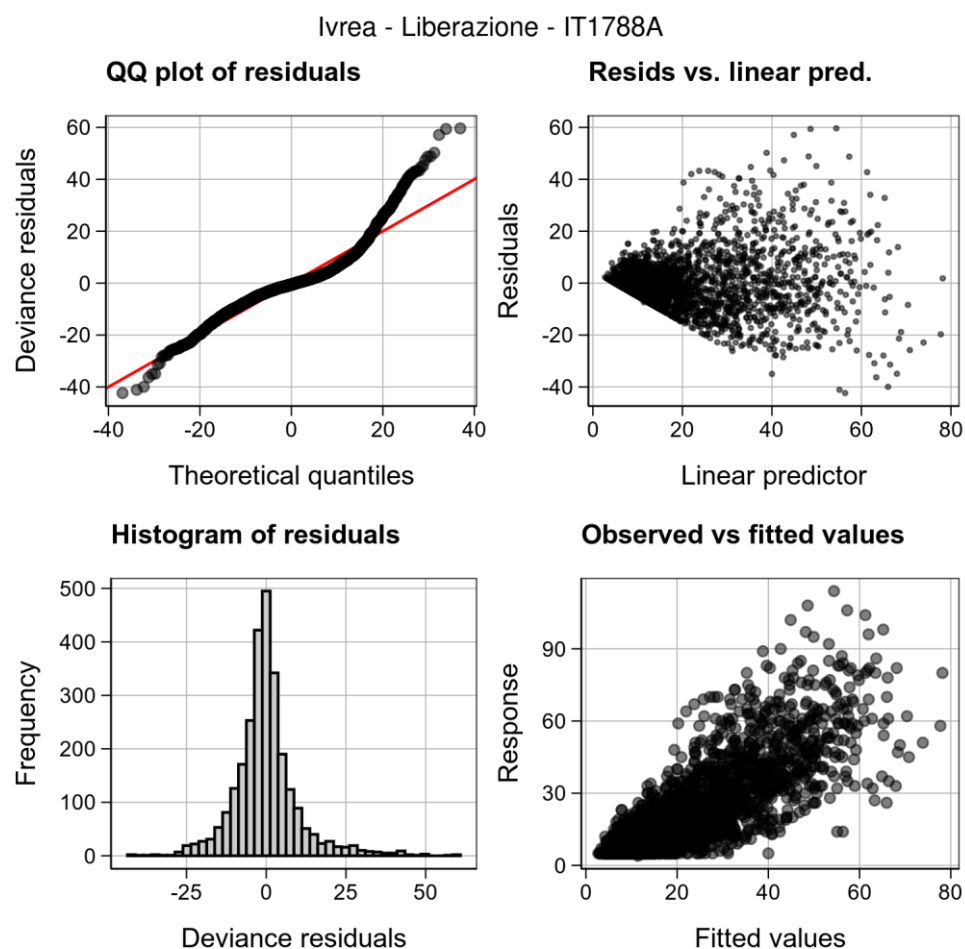 Ivrea - Liberazione - IT1788A
QQ plot of residuals
Deviance residuals
60
40
20
0
-20
-40
-40 -20 0 20 40
Theoretical quantiles
Resids vs. linear pred.
Residuals
60
40
20
0
-20
-40
0 20 40 60 80
Linear predictor
Histogram of residuals
Frequency
500
400
300
200
100
0
-25 0 25 50
Deviance residuals
Observed vs fitted values
Response
90
60
30
0
0 20 40 60 80
Fitted values